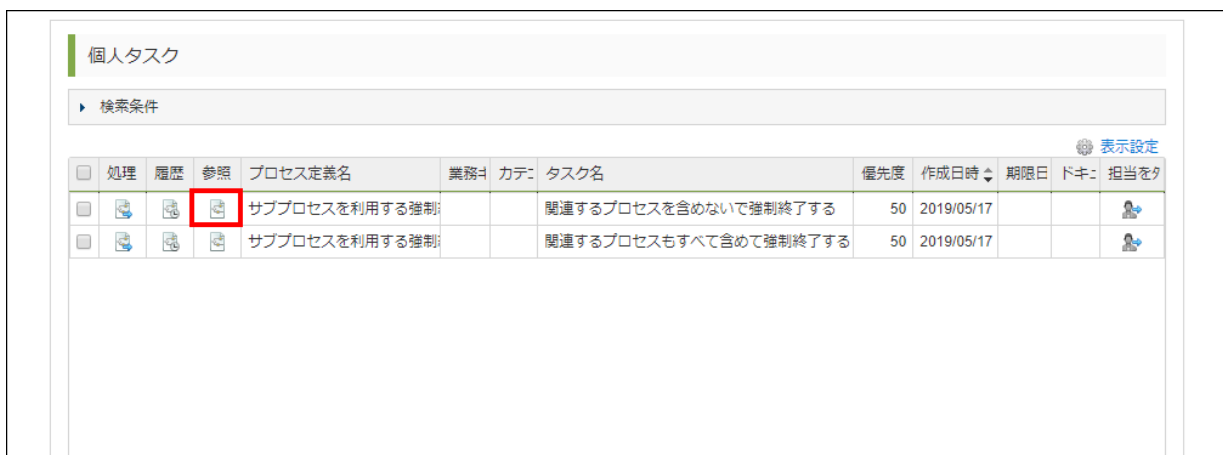 個人タスク
検索条件
表示設定
処理 履歴 参照 プロセス定義名 業務キ カテゴ タスク名 優先度 作成日時 期限日 ドキュ 担当を外
サブプロセスを利用する強制 関連するプロセスを含めないで強制終了する 50 2019/05/17
サブプロセスを利用する強制 関連するプロセスもすべて含めて強制終了する 50 2019/05/17